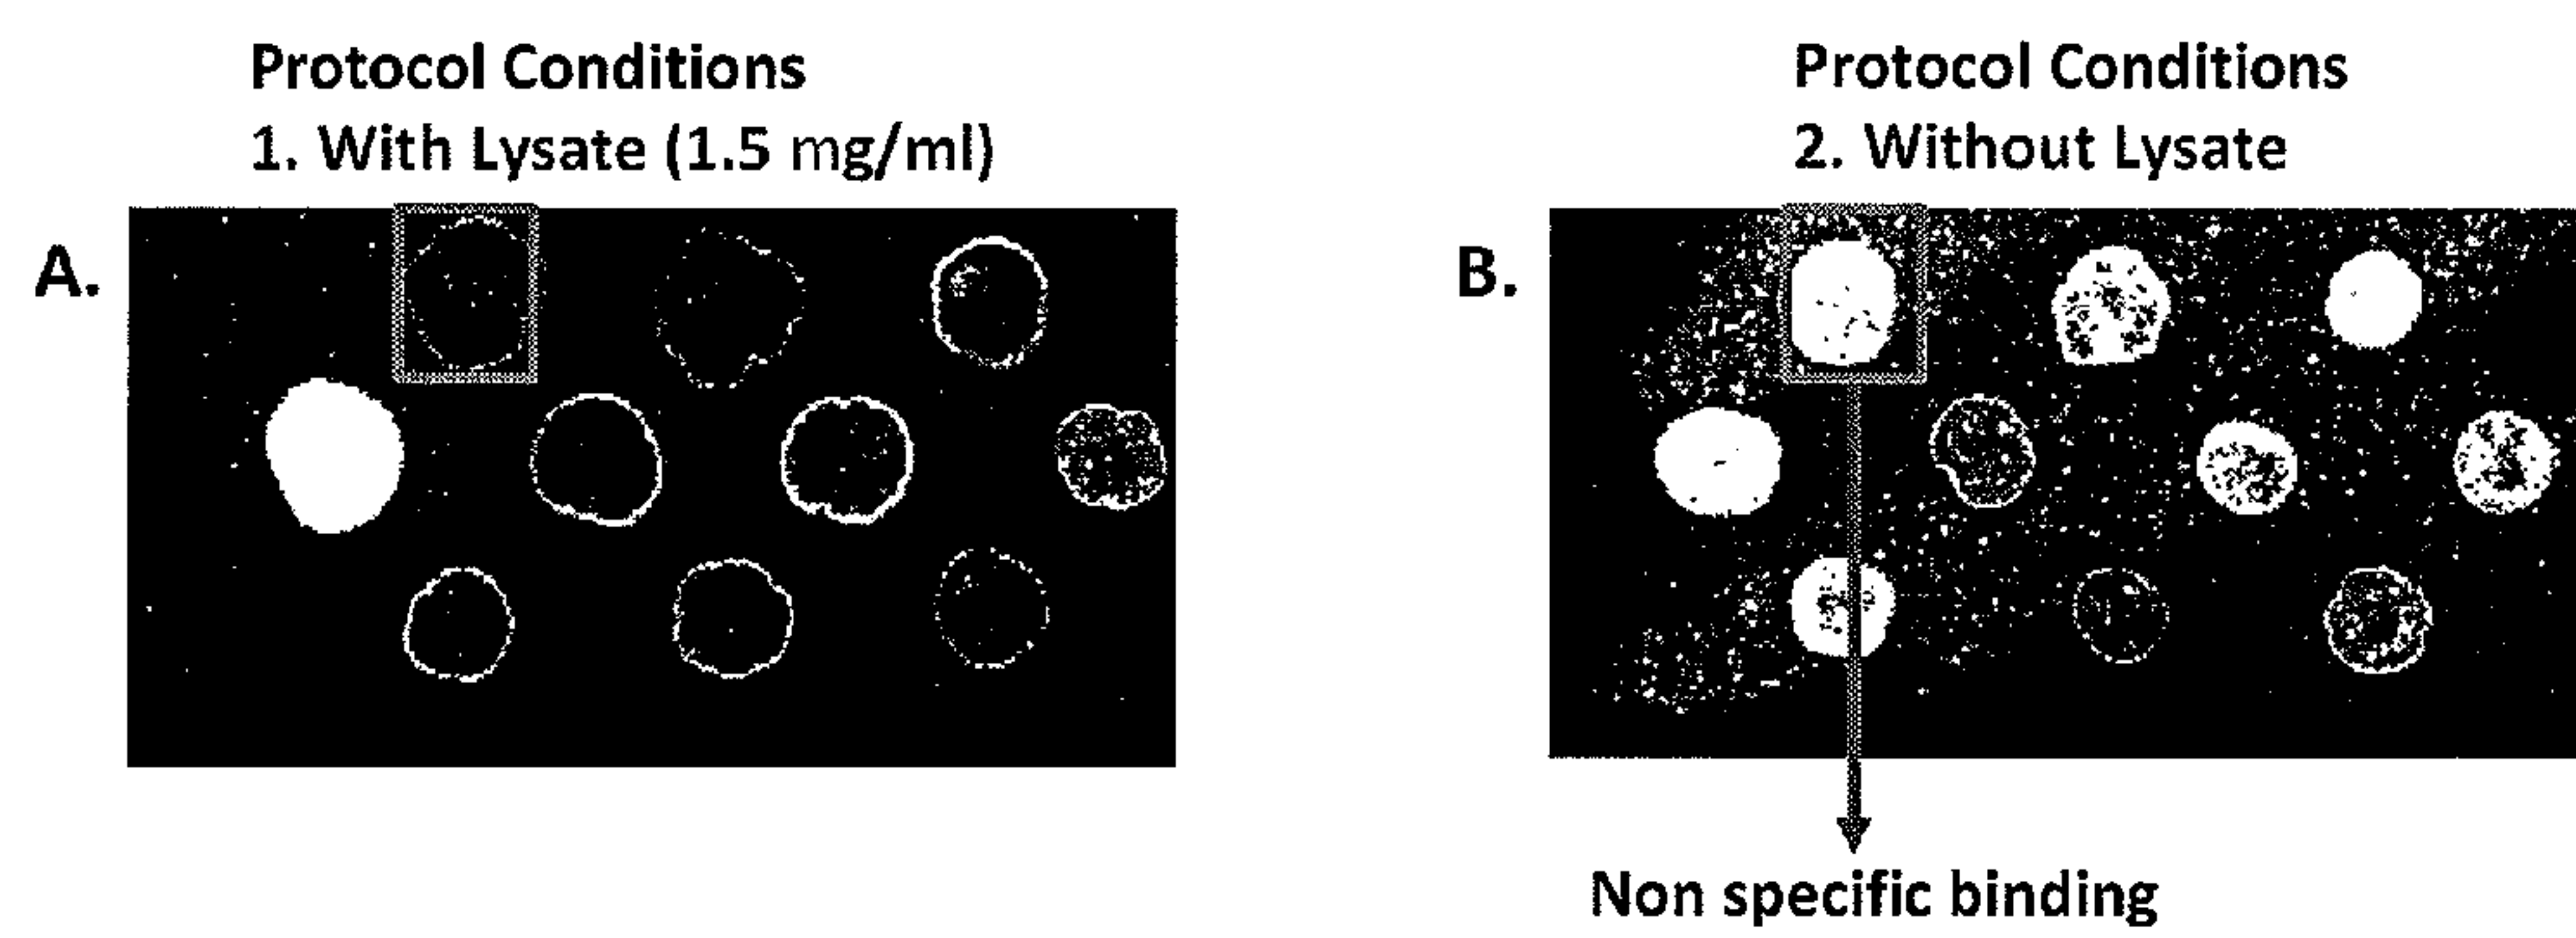 Protocol Conditions
1. With Lysate (1.5 mg/ml)
Protocol Conditions
2. Without Lysate
A.
B.
Non specific binding